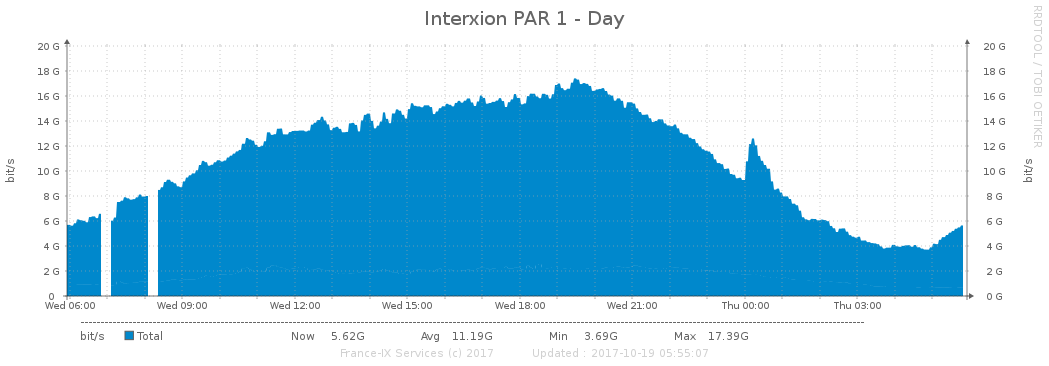 Interxion PAR 1 - Day
RRDTOOL / TOBI OETIKER
20 G 20 G
18 G 18 G
16 G 16 G
14 G 14 G
12 G 12 G
10 G 10 G
8 G 8 G
6 G 6 G
4 G 4 G
2 G 2 G
0 0 G
bit/s bit/s
Wed 06:00 Wed 09:00 Wed 12:00 Wed 15:00 Wed 18:00 Wed 21:00 Thu 00:00 Thu 03:00
bit/s Total Now 5.62G Avg 11.19G Min 3.69G Max 17.39G
France-IX Services (c) 2017 Updated : 2017-10-19 05:55:07